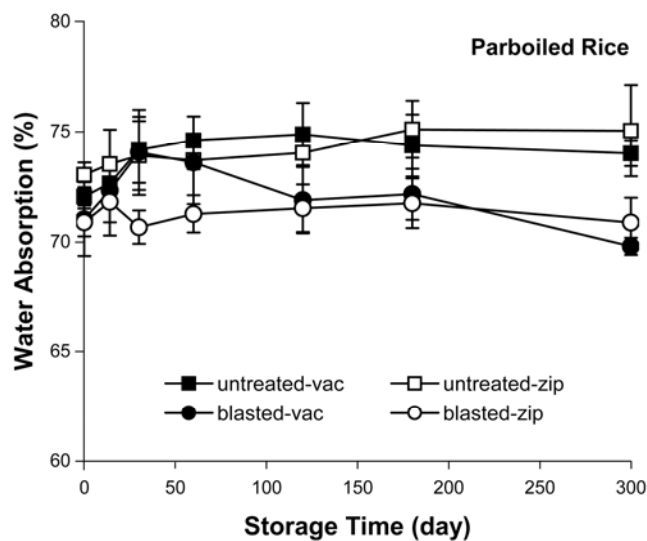 Parboiled Rice
Water Absorption (%)
80
75
70
65
60
untreated-vac
untreated-zip
blasted-vac
blasted-zip
0
50
100
150
200
250
300
Storage Time (day)